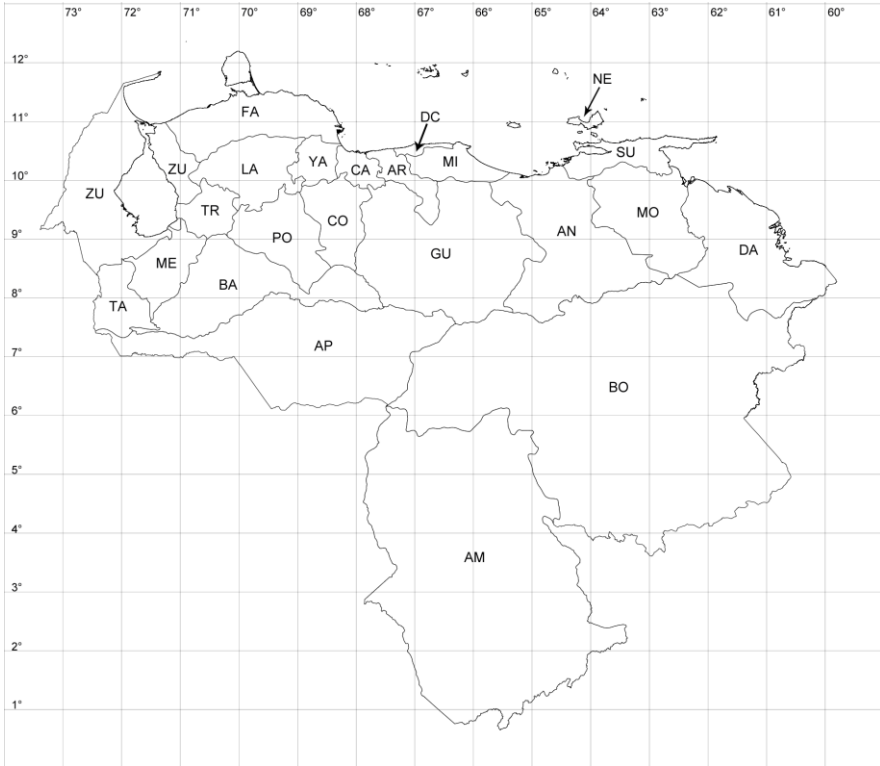 73° 72° 71° 70° 69° 68° 67° 66° 65° 64° 63° 62° 61° 60°
12°
NE
FA
DC
11°
SU
YA
MI
ZU
LA
CA
AR
10°
ZU
TR
MO
CO
PO
AN
9°
DA
GU
ME
BA
8°
TA
AP
7°
BO
6°
5°
4°
AM
3°
2°
1°